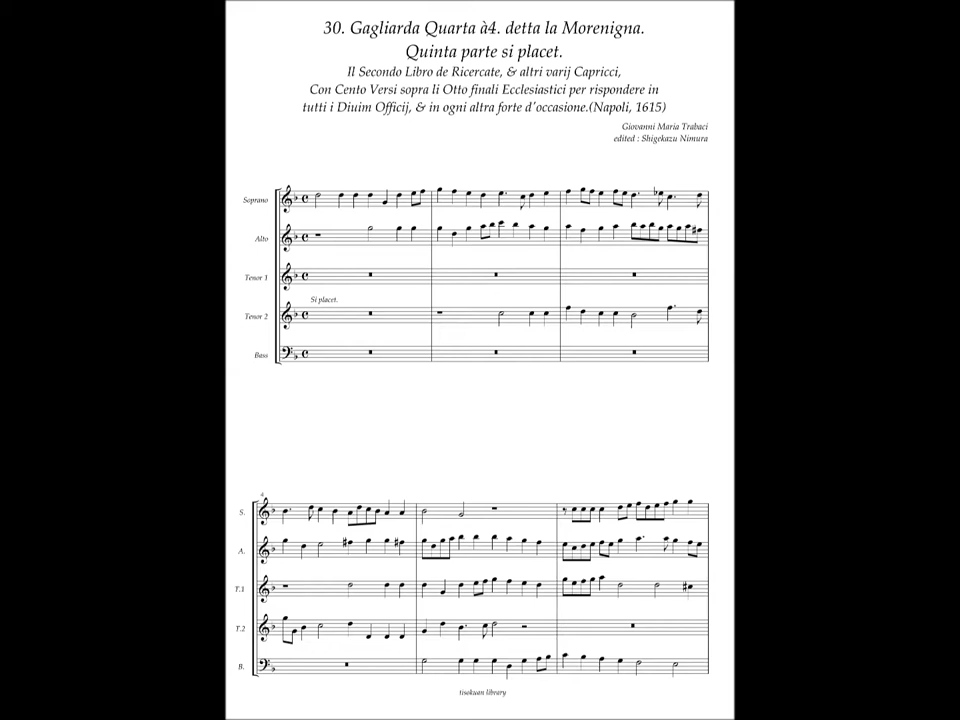 30. Gagliarda Quarta à4. detta la Morenigna.
Quinta parte si placet.
Il Secondo Libro de Ricercate, & altri varij Capricci,
Con Cento Versi sopra li Otto finali Ecclesiastici per rispondere in
tutti i Diuim Officij, & in ogni altra forte d'occasione.(Napoli, 1615)
Giovanni Maria Trabaci
edited : Shigekazu Nimura
Soprano
Alto
Tenor 1
Si placet.
Tenor 2
Bass
4
S.
A.
T.1
T.2
B.
tisokuan library